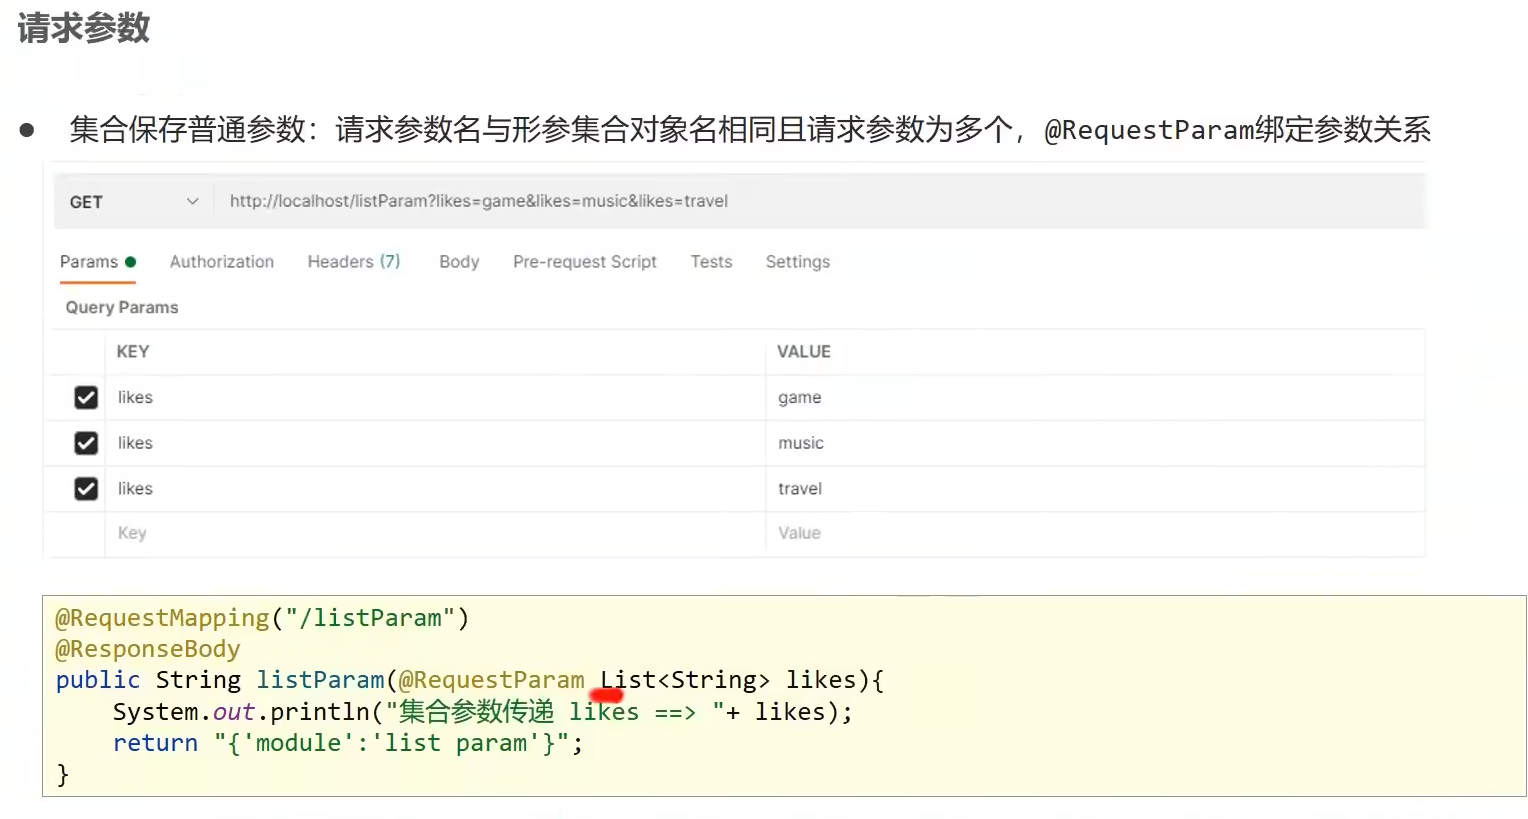 请求参数
● 集合保存普通参数：请求参数名与形参集合对象名相同且请求参数为多个，@RequestParam绑定参数关系
GET http://localhost/listParam?likes=game&likes=music&likes=travel
Params Authorization Headers (7) Body Pre-request Script Tests Settings
Query Params
KEY VALUE
likes game
likes music
likes travel
Key Value
@RequestMapping("/listParam")
@ResponseBody
public String listParam(@RequestParam List<String> likes){
    System.out.println("集合参数传递 likes ==> "+ likes);
    return "{'module':'list param'}";
}